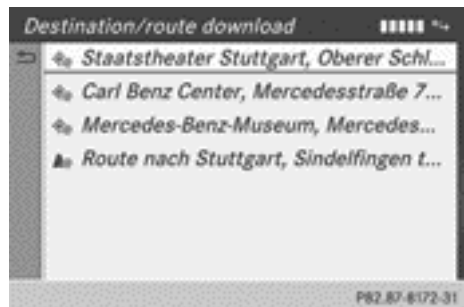 Destination/route download
Staatstheater Stuttgart, Oberer Schl...
Carl Benz Center, Mercedesstraße 7...
Mercedes-Benz-Museum, Mercedes...
Route nach Stuttgart, Sindelfingen t...
P82.87-8172-31